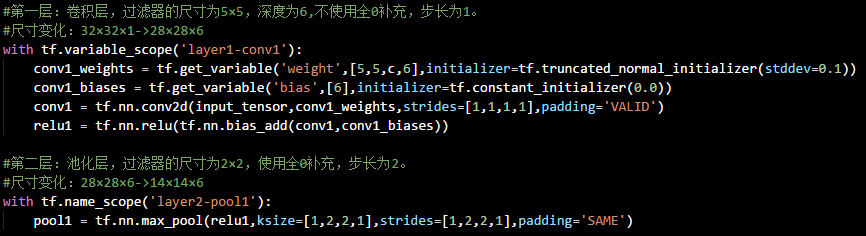 #第一层：卷积层，过滤器的尺寸为5×5，深度为6,不使用全0补充，步长为1。
#尺寸变化：32×32×1->28×28×6
with tf.variable_scope('layer1-conv1'):
    conv1_weights = tf.get_variable('weight',[5,5,c,6],initializer=tf.truncated_normal_initializer(stddev=0.1))
    conv1_biases = tf.get_variable('bias',[6],initializer=tf.constant_initializer(0.0))
    conv1 = tf.nn.conv2d(input_tensor,conv1_weights,strides=[1,1,1,1],padding='VALID')
    relu1 = tf.nn.relu(tf.nn.bias_add(conv1,conv1_biases))
#第二层：池化层，过滤器的尺寸为2×2，使用全0补充，步长为2。
#尺寸变化：28×28×6->14×14×6
with tf.name_scope('layer2-pool1'):
    pool1 = tf.nn.max_pool(relu1,ksize=[1,2,2,1],strides=[1,2,2,1],padding='SAME')